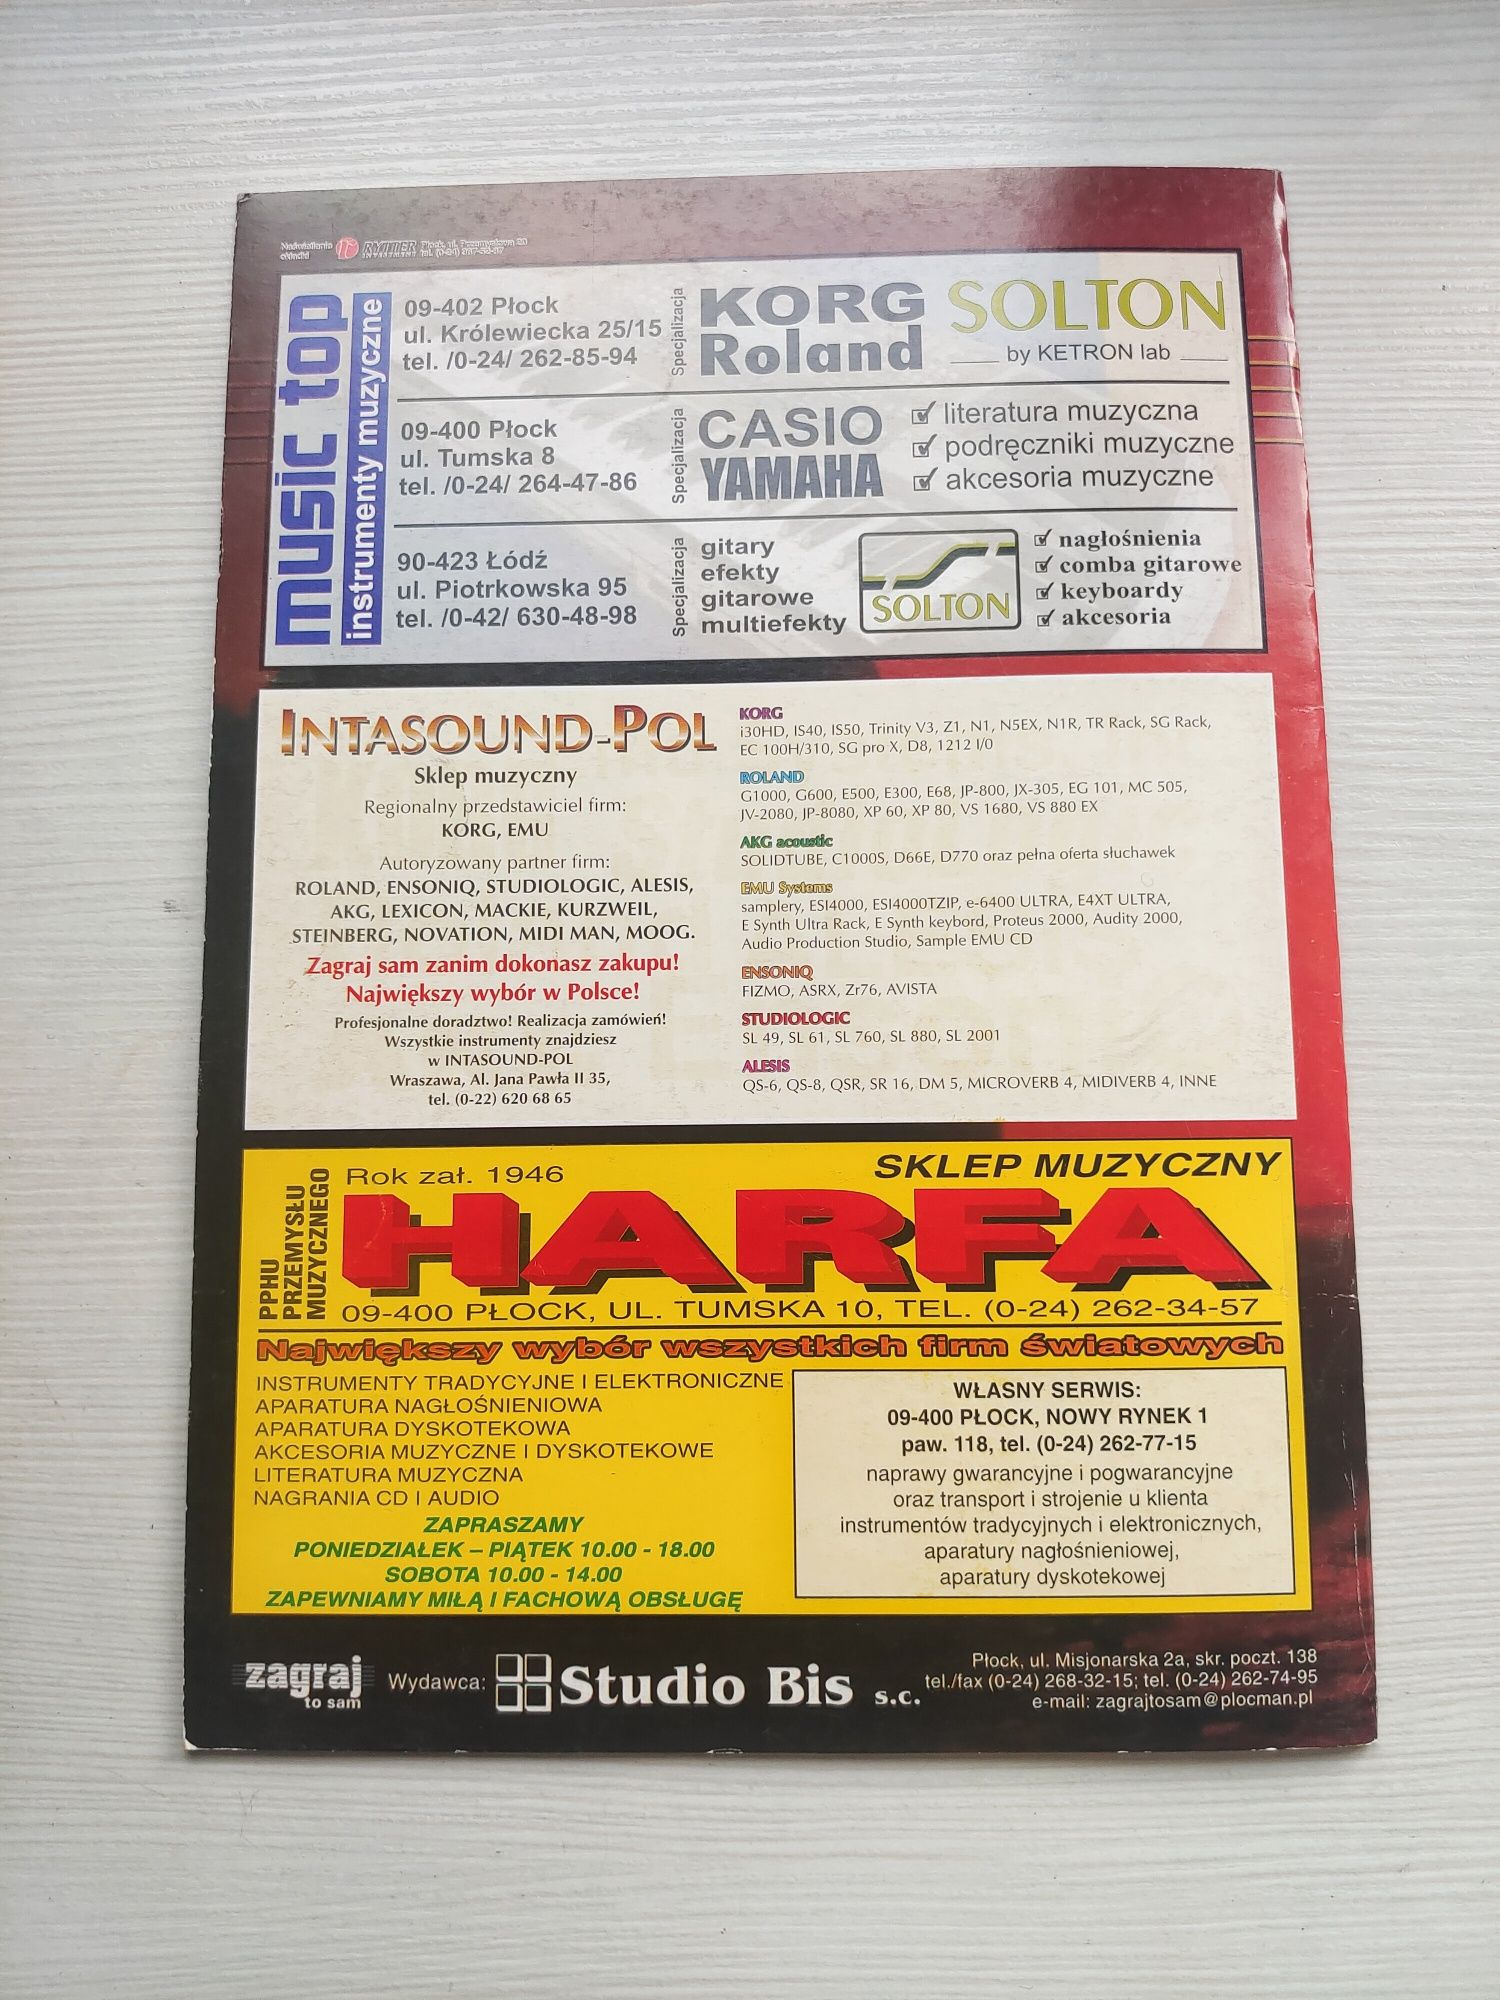 Naświetlanie
okładki
RYTTER
INVESTMENT
Płock, ul. Przemysłowa 20
music top
instrumenty muzyczne
09-402 Płock
ul. Królewiecka 25/15
tel. /0-24/ 262-85-94
Specjalizacja
KORG
Roland
SOLTON
by KETRON lab
09-400 Płock
ul. Tumska 8
tel. /0-24/ 264-47-86
Specjalizacja
CASIO
YAMAHA
literatura muzyczna
podręczniki muzyczne
akcesoria muzyczne
90-423 Łódź
ul. Piotrkowska 95
tel. /0-42/ 630-48-98
Specjalizacja
gitary
efekty
gitarowe
multiefekty
SOLTON
nagłośnienia
comba gitarowe
keyboardy
akcesoria
INTASOUND-POL
Sklep muzyczny
Regionalny przedstawiciel firm:
KORG, EMU
Autoryzowany partner firm:
ROLAND, ENSONIQ, STUDIOLOGIC, ALESIS,
AKG, LEXICON, MACKIE, KURZWEIL,
STEINBERG, NOVATION, MIDI MAN, MOOG.
Zagraj sam zanim dokonasz zakupu!
Największy wybór w Polsce!
Profesjonalne doradztwo! Realizacja zamówień!
Wszystkie instrumenty znajdziesz
w INTASOUND-POL
Wraszawa, Al. Jana Pawła II 35,
tel. (0-22) 620 68 65
KORG
i30HD, IS40, IS50, Trinity V3, Z1, N1, N5EX, N1R, TR Rack, SG Rack,
EC 100H/310, SG pro X, D8, 1212 I/0
ROLAND
G1000, G600, E500, E300, E68, JP-800, JX-305, EG 101, MC 505,
JV-2080, JP-8080, XP 60, XP 80, VS 1680, VS 880 EX
AKG acoustic
SOLIDTUBE, C1000S, D66E, D770 oraz pełna oferta słuchawek
EMU Systems
samplery, ESI4000, ESI4000TZIP, e-6400 ULTRA, E4XT ULTRA,
E Synth Ultra Rack, E Synth keybord, Proteus 2000, Audity 2000,
Audio Production Studio, Sample EMU CD
ENSONIQ
FIZMO, ASRX, Zr76, AVISTA
STUDIOLOGIC
SL 49, SL 61, SL 760, SL 880, SL 2001
ALESIS
QS-6, QS-8, QSR, SR 16, DM 5, MICROVERB 4, MIDIVERB 4, INNE
PPHU
PRZEMYSŁU
MUZYCZNEGO
Rok zał. 1946
SKLEP MUZYCZNY
HARFA
09-400 PŁOCK, UL. TUMSKA 10, TEL. (0-24) 262-34-57
Największy wybór wszystkich firm światowych
INSTRUMENTY TRADYCYJNE I ELEKTRONICZNE
APARATURA NAGŁOŚNIENIOWA
APARATURA DYSKOTEKOWA
AKCESORIA MUZYCZNE I DYSKOTEKOWE
LITERATURA MUZYCZNA
NAGRANIA CD I AUDIO
ZAPRASZAMY
PONIEDZIAŁEK – PIĄTEK 10.00 - 18.00
SOBOTA 10.00 - 14.00
ZAPEWNIAMY MIŁĄ I FACHOWĄ OBSŁUGĘ
WŁASNY SERWIS:
09-400 PŁOCK, NOWY RYNEK 1
paw. 118, tel. (0-24) 262-77-15
naprawy gwarancyjne i pogwarancyjne
oraz transport i strojenie u klienta
instrumentów tradycyjnych i elektronicznych,
aparatury nagłośnieniowej,
aparatury dyskotekowej
zagraj
to sam
Wydawca:
Studio Bis s.c.
Płock, ul. Misjonarska 2a, skr. poczt. 138
tel./fax (0-24) 268-32-15; tel. (0-24) 262-74-95
e-mail: zagrajtosam@plocman.pl